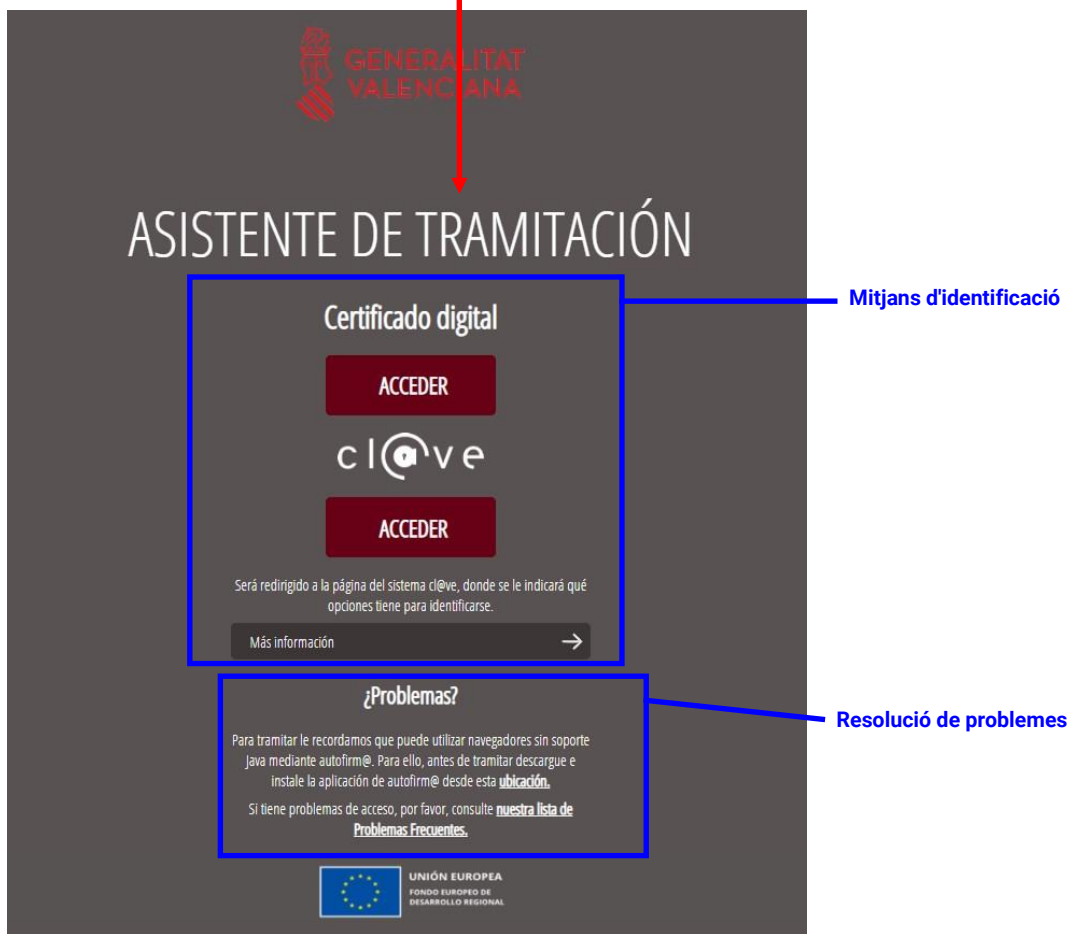 GENERALITAT
VALENCIANA
ASISTENTE DE TRAMITACIÓN
Mitjans d'identificació
Certificado digital
ACCEDER
cl@ve
ACCEDER
Será redirigido a la página del sistema cl@ve, donde se le indicará qué
opciones tiene para identificarse.
Más información
¿Problemas?
Resolució de problemes
Para tramitar le recordamos que puede utilizar navegadores sin soporte
Java mediante autofirm@. Para ello, antes de tramitar descargue e
instale la aplicación de autofirm@ desde esta ubicación.
Si tiene problemas de acceso, por favor, consulte nuestra lista de
Problemas Frecuentes.
UNIÓN EUROPEA
FONDO EUROPEO DE
DESARROLLO REGIONAL